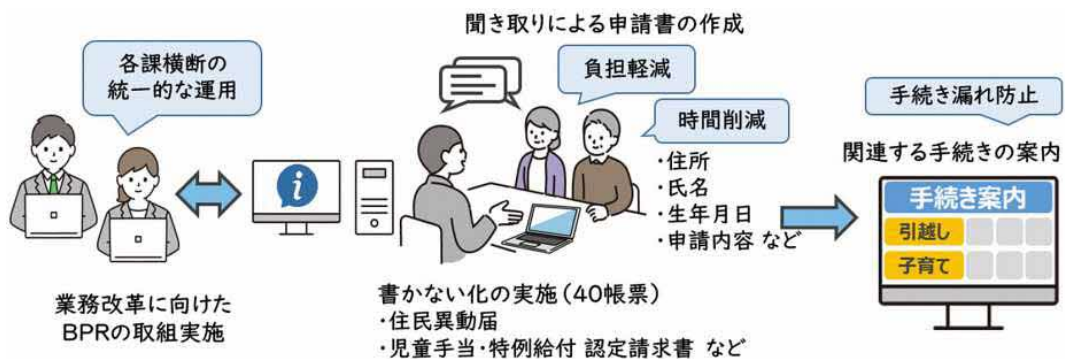 聞き取りによる申請書の作成
各課横断の
統一的な運用
負担軽減
時間削減
・住所
・氏名
・生年月日
・申請内容 など
手続き漏れ防止
関連する手続きの案内
手続き案内
引越し
子育て
業務改革に向けた
BPRの取組実施
書かない化の実施（40帳票）
・住民異動届
・児童手当・特例給付 認定請求書 など